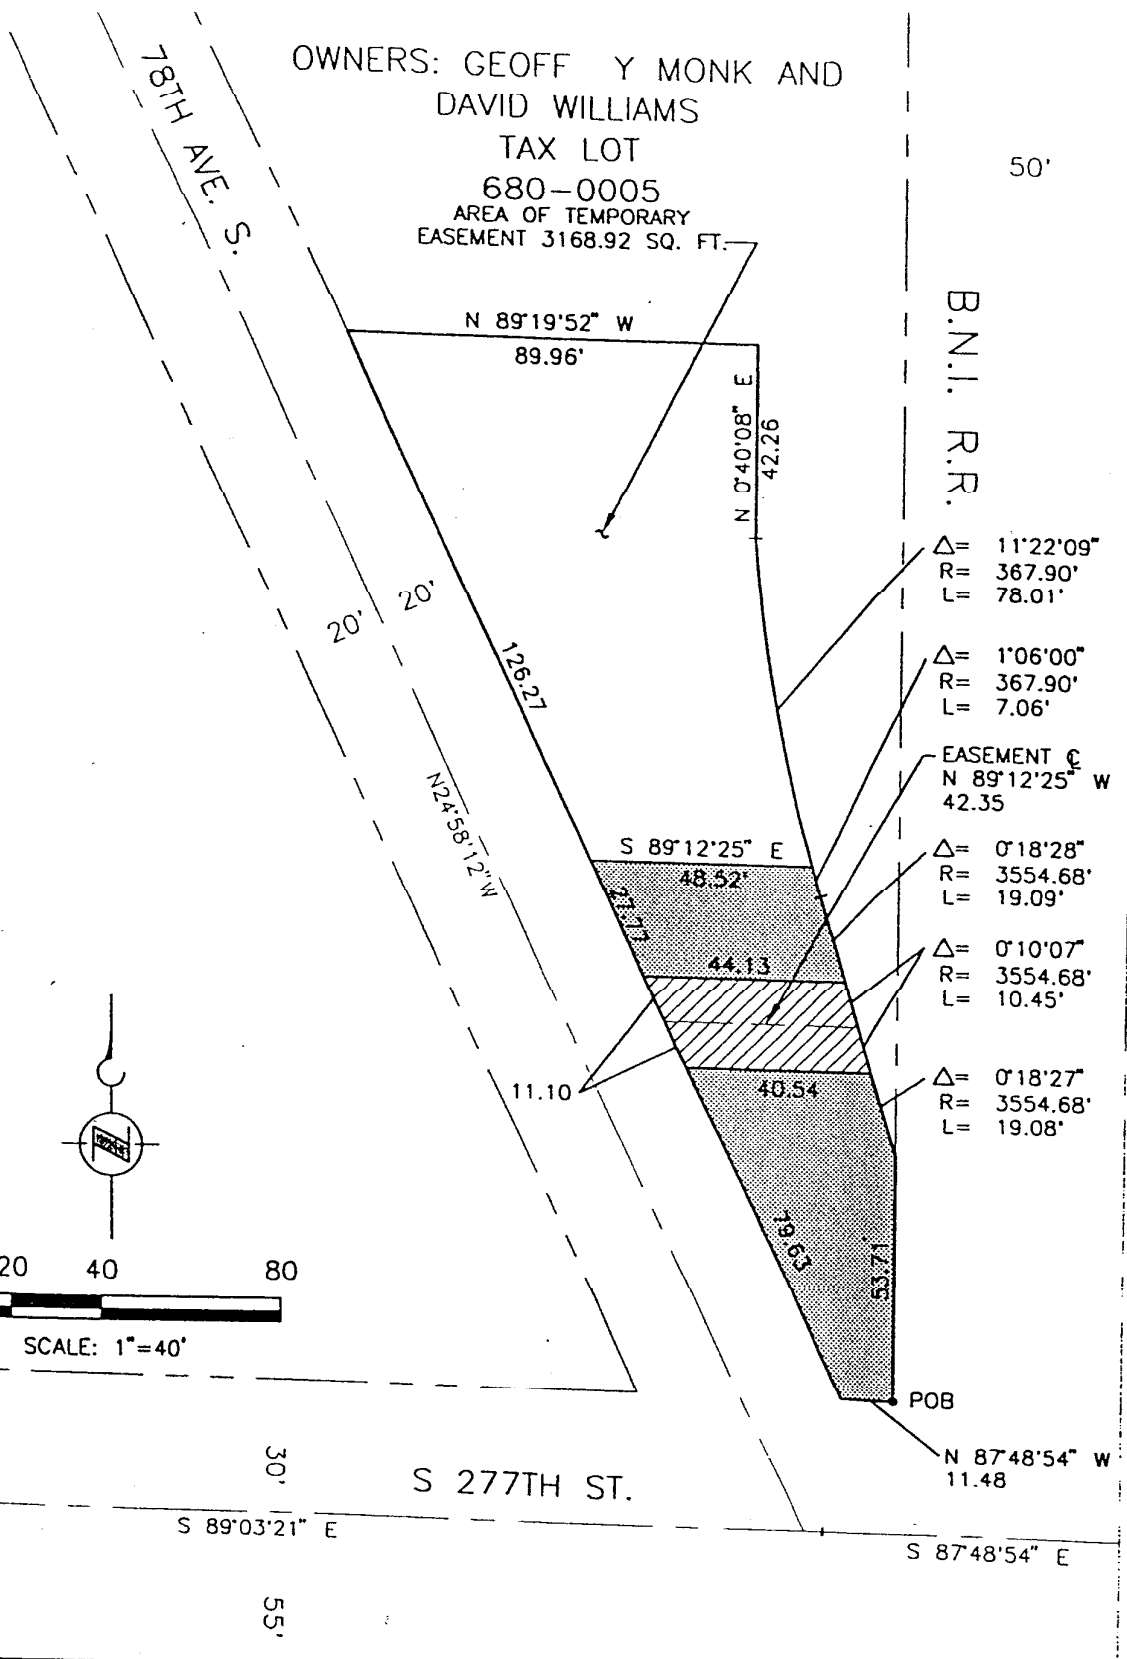 OWNERS: GEOFF Y MONK AND
DAVID WILLIAMS
TAX LOT
680-0005
AREA OF TEMPORARY
EASEMENT 3168.92 SQ. FT.
78TH AVE. S.
50'
B.N.I. R.R.
N 89°19'52" W
89.96'
N 0°40'08" E
42.26
△= 11°22'09"
R= 367.90'
L= 78.01'
20'
20'
126.27
△= 1°06'00"
R= 367.90'
L= 7.06'
EASEMENT ℄
N 89°12'25" W
42.35
N24°58'12"W
S 89°12'25" E
48.52'
27.77
△= 0°18'28"
R= 3554.68'
L= 19.09'
44.13
△= 0°10'07"
R= 3554.68'
L= 10.45'
11.10
40.54
△= 0°18'27"
R= 3554.68'
L= 19.08'
79.63
53.71
20 40 80
SCALE: 1"=40'
POB
N 87°48'54" W
11.48
30'
S 277TH ST.
S 89°03'21" E
S 87°48'54" E
55'